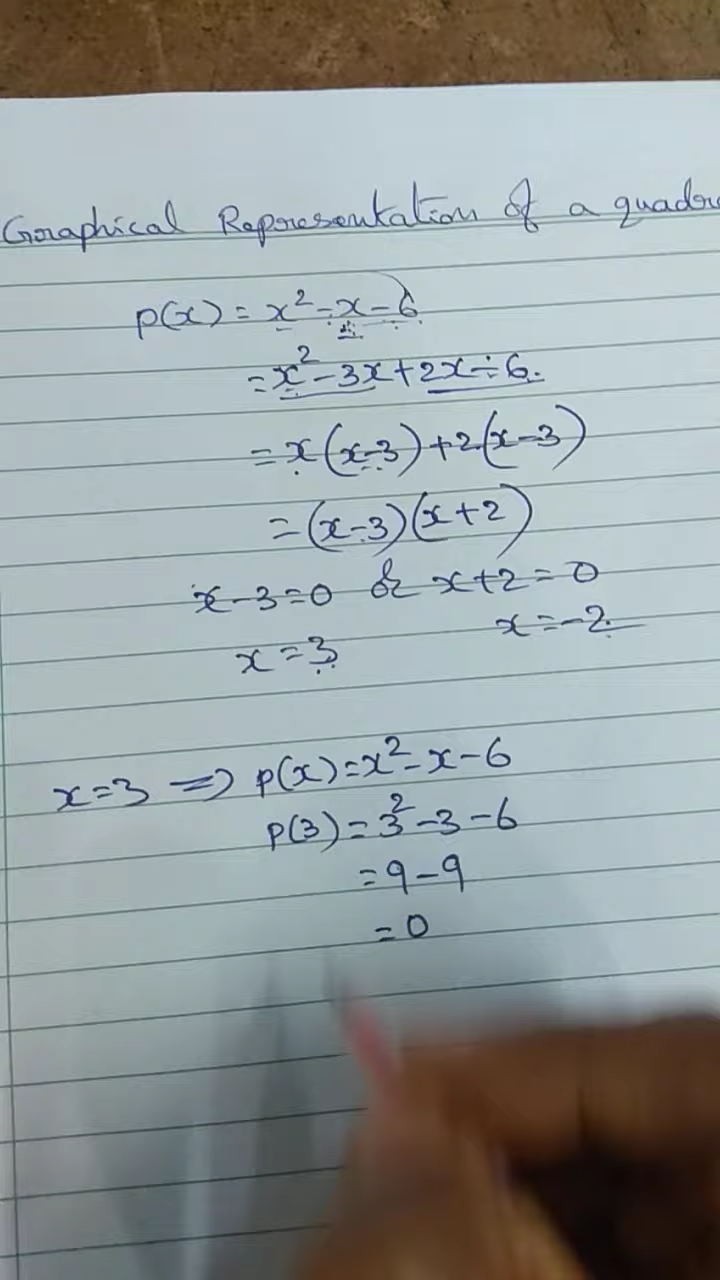 Graphical Representation of a
p(x) = x² - x - 6
= x² - 3x + 2x - 6.
= x(x-3) + 2(x-3)
= (x-3)(x+2)
x - 3 = 0 & x + 2 = 0
x = 3 x = -2
x = 3 ⇒ p(x) = x² - x - 6
p(3) = 3² - 3 - 6
= 9 - 9
= 0